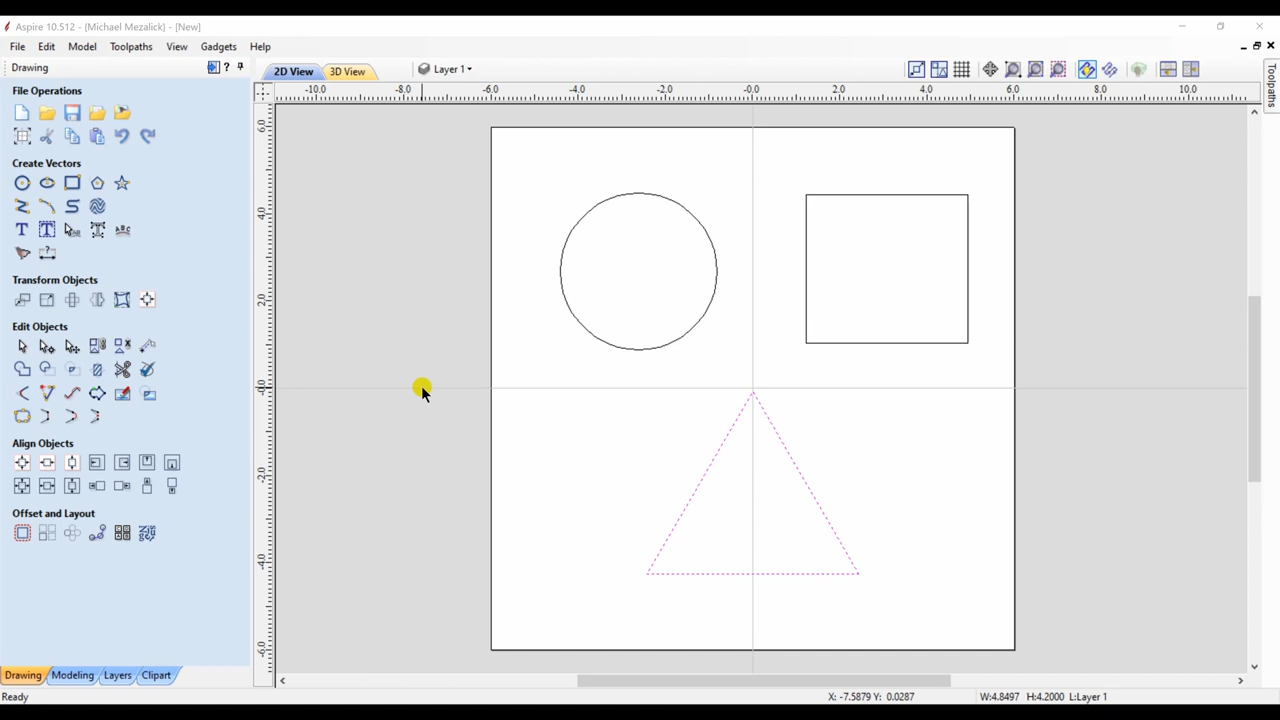 Aspire 10.512 - {Michael Mezalick} - [New]
File Edit Model Toolpaths View Gadgets Help
Drawing
2D View 3D View Layer 1
Toolpaths
File Operations
-10.0 -8.0 -6.0 -4.0 -2.0 -0.0 2.0 4.0 6.0 8.0 10.0
6.0
4.0
2.0
-0.0
-2.0
-4.0
-6.0
Create Vectors
Transform Objects
Edit Objects
Align Objects
Offset and Layout
Drawing Modeling Layers Clipart
Ready X: -7.5879 Y: 0.0287 W:4.8497 H:4.2000 L:Layer 1